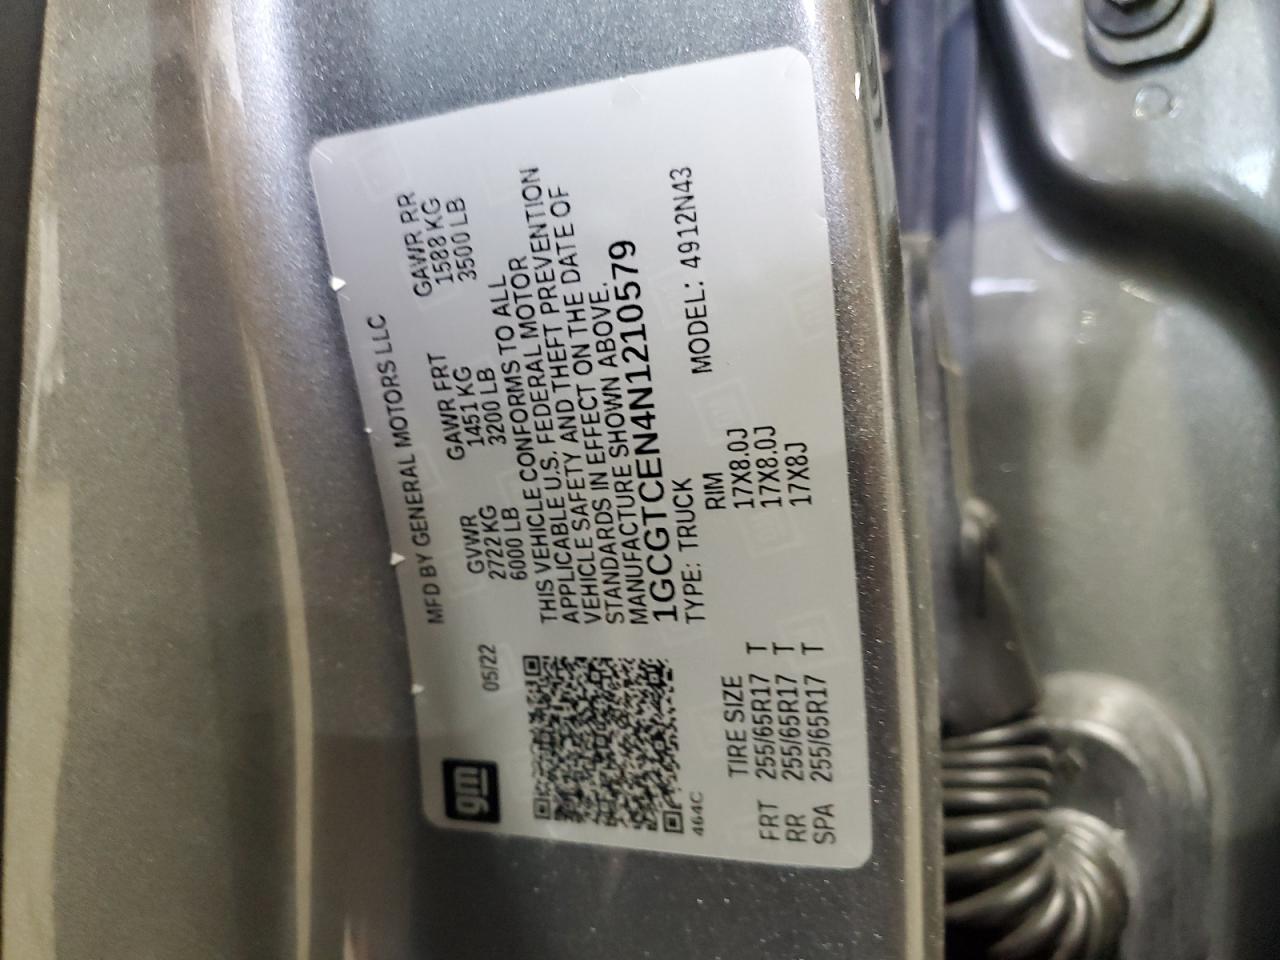 gm
05/22
MFD BY GENERAL MOTORS LLC
GVWR GAWR FRT GAWR RR
2722 KG 1451 KG 1588 KG
6000 LB 3200 LB 3500 LB
THIS VEHICLE CONFORMS TO ALL
APPLICABLE U.S. FEDERAL MOTOR
VEHICLE SAFETY AND THEFT PREVENTION
STANDARDS IN EFFECT ON THE DATE OF
MANUFACTURE SHOWN ABOVE.
1GCGTCEN4N1210579
TYPE: TRUCK MODEL: 4912N43
464C
TIRE SIZE RIM
FRT 255/65R17 T 17X8.0J
RR 255/65R17 T 17X8.0J
SPA 255/65R17 T 17X8J